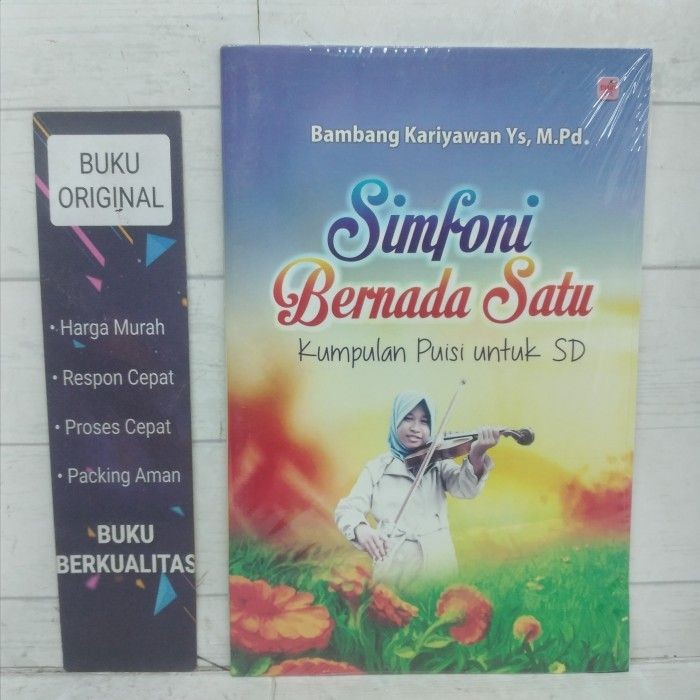 BUKU
ORIGINAL
• Harga Murah
• Respon Cepat
• Proses Cepat
• Packing Aman
BUKU
BERKUALITAS
Bambang Kariyawan Ys, M.Pd.
Simfoni
Bernada Satu
Kumpulan Puisi untuk SD